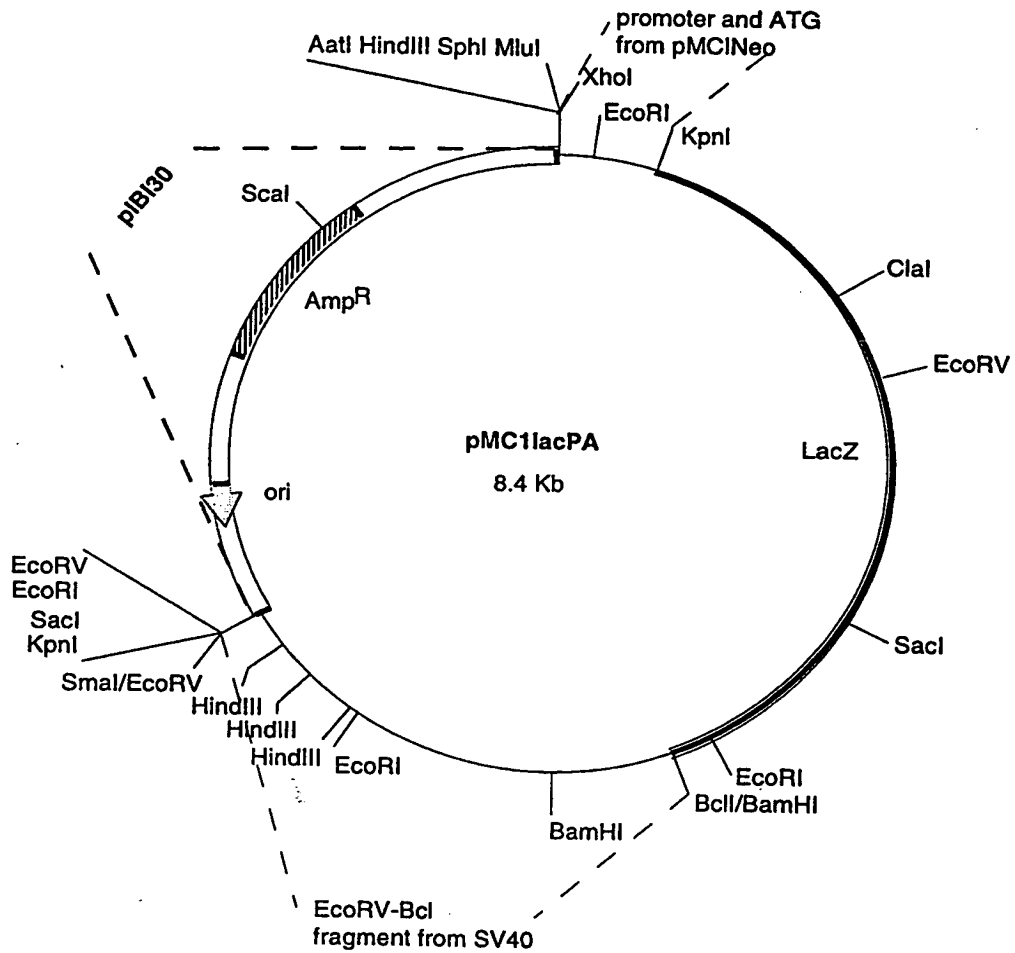 promoter and ATG
from pMCINeo
AatI HindIII SphI MluI
XhoI
EcoRI
KpnI
pIBI30
ScaI
AmpR
ClaI
EcoRV
pMC1lacPA
8.4 Kb
LacZ
ori
EcoRV
EcoRI
SacI
KpnI
SmaI/EcoRV
HindIII
HindIII
HindIII
EcoRI
SacI
EcoRI
BclI/BamHI
BamHI
EcoRV-Bcl
fragment from SV40